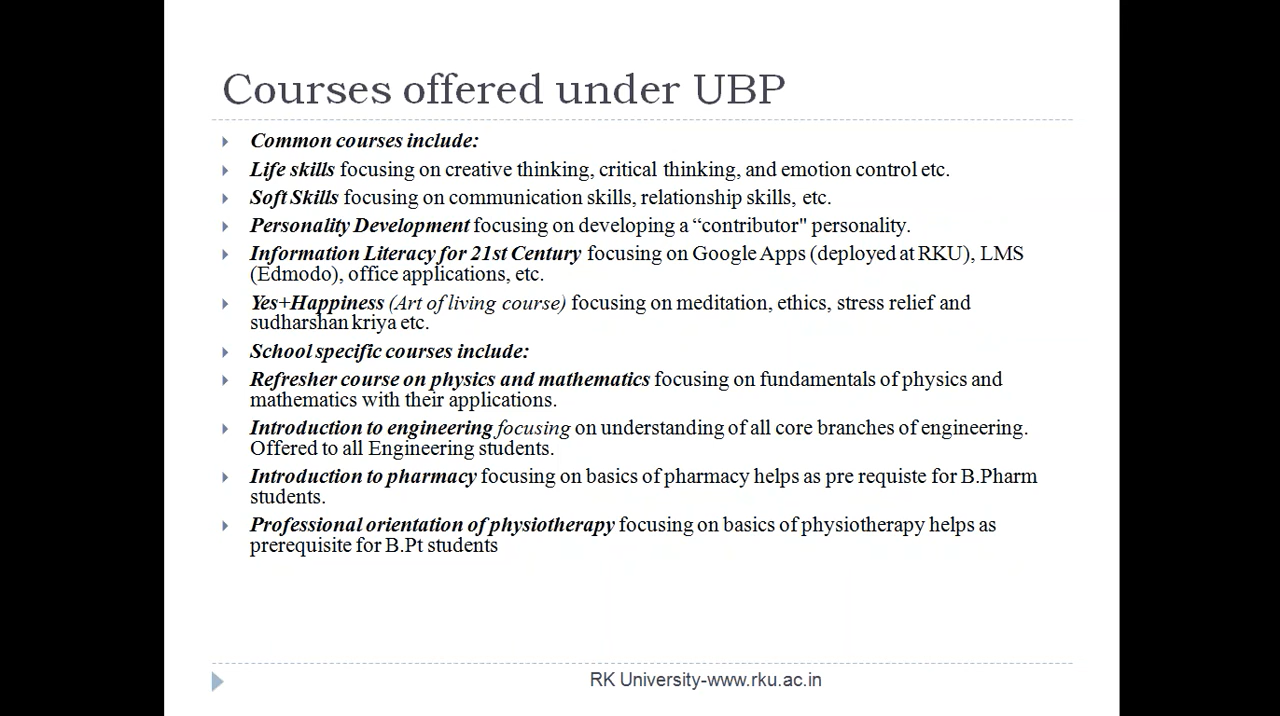 Courses offered under UBP
Common courses include:
Life skills focusing on creative thinking, critical thinking, and emotion control etc.
Soft Skills focusing on communication skills, relationship skills, etc.
Personality Development focusing on developing a “contributor" personality.
Information Literacy for 21st Century focusing on Google Apps (deployed at RKU), LMS
(Edmodo), office applications, etc.
Yes+Happiness (Art of living course) focusing on meditation, ethics, stress relief and
sudharshan kriya etc.
School specific courses include:
Refresher course on physics and mathematics focusing on fundamentals of physics and
mathematics with their applications.
Introduction to engineering focusing on understanding of all core branches of engineering.
Offered to all Engineering students.
Introduction to pharmacy focusing on basics of pharmacy helps as pre requiste for B.Pharm
students.
Professional orientation of physiotherapy focusing on basics of physiotherapy helps as
prerequisite for B.Pt students
RK University-www.rku.ac.in